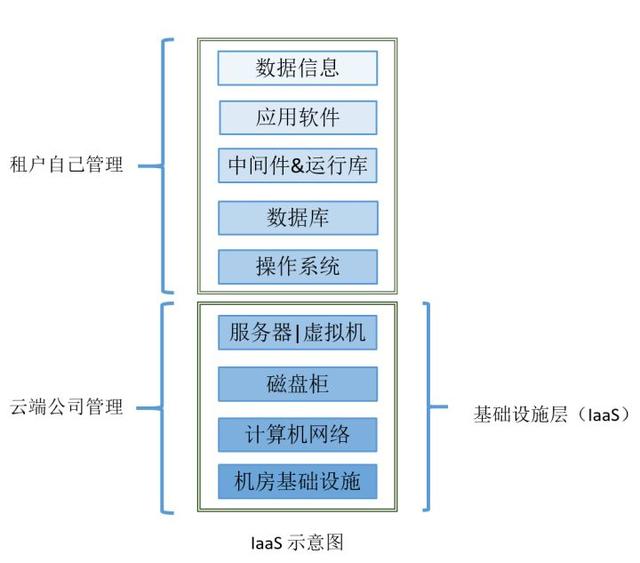 数据信息
应用软件
中间件&运行库
数据库
操作系统
租户自己管理
服务器|虚拟机
磁盘柜
计算机网络
机房基础设施
云端公司管理
基础设施层（IaaS）
IaaS 示意图